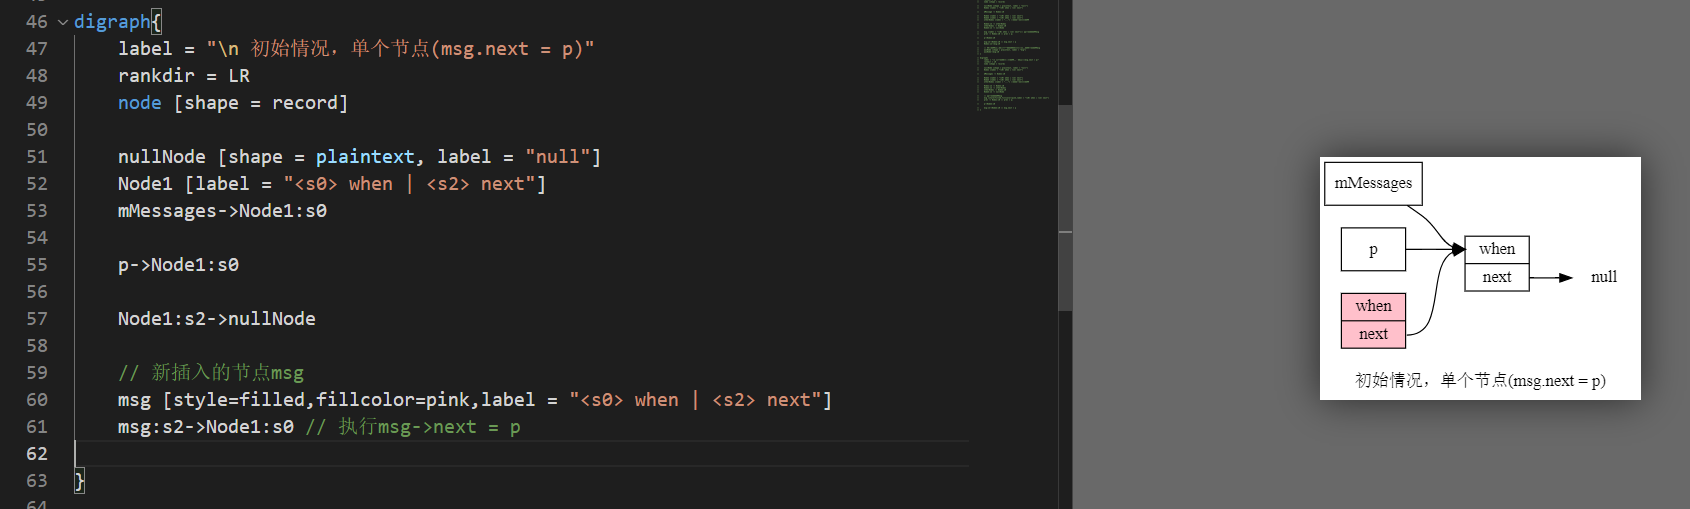 46 digraph{
47 label = "\n 初始情况，单个节点(msg.next = p)"
48 rankdir = LR
49 node [shape = record]
50
51 nullNode [shape = plaintext, label = "null"]
52 Node1 [label = "<s0> when | <s2> next"]
53 mMessages->Node1:s0
54
55 p->Node1:s0
56
57 Node1:s2->nullNode
58
59 // 新插入的节点msg
60 msg [style=filled,fillcolor=pink,label = "<s0> when | <s2> next"]
61 msg:s2->Node1:s0 // 执行msg->next = p
62
63 }
mMessages
p
when
next
null
when
next
初始情况，单个节点(msg.next = p)